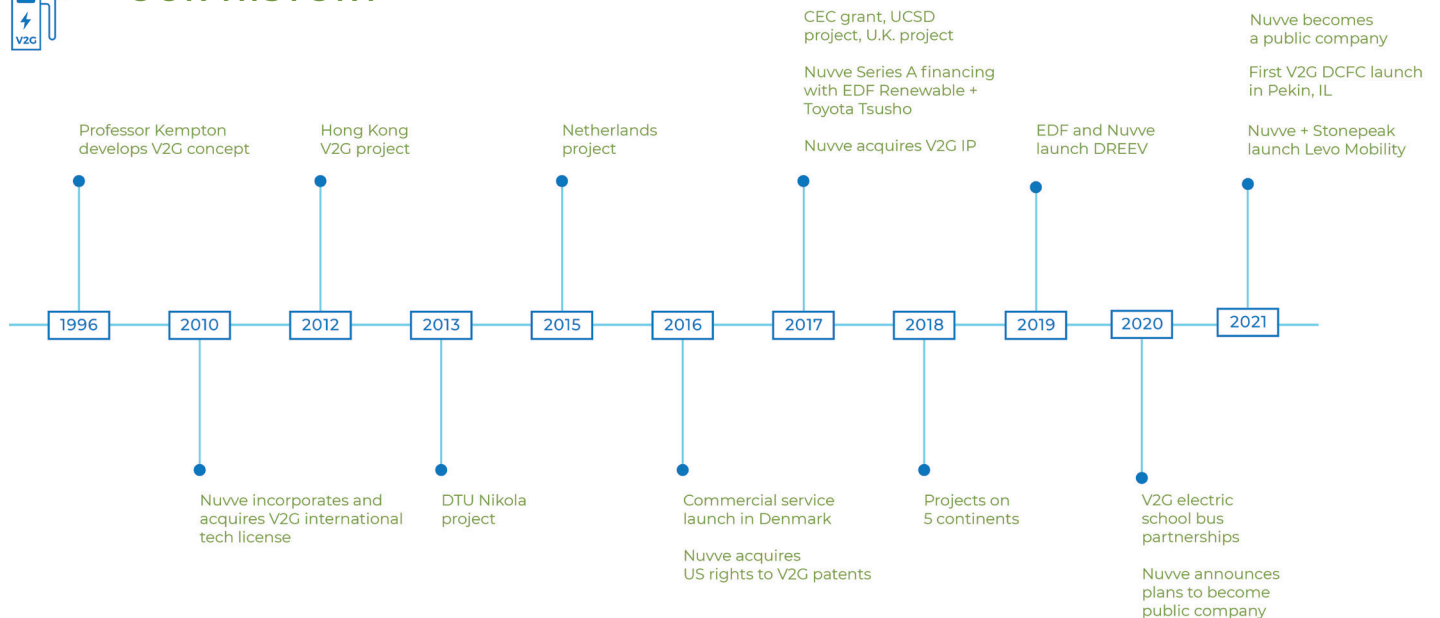 V2G
CEC grant, UCSD
project, U.K. project
Nuvve Series A financing
with EDF Renewable +
Toyota Tsusho
Nuvve acquires V2G IP
Nuvve becomes
a public company
First V2G DCFC launch
in Pekin, IL
Nuvve + Stonepeak
launch Levo Mobility
Professor Kempton
develops V2G concept
Hong Kong
V2G project
Netherlands
project
EDF and Nuvve
launch DREEV
1996
2010
2012
2013
2015
2016
2017
2018
2019
2020
2021
Nuvve incorporates and
acquires V2G international
tech license
DTU Nikola
project
Commercial service
launch in Denmark
Nuvve acquires
US rights to V2G patents
Projects on
5 continents
V2G electric
school bus
partnerships
Nuvve announces
plans to become
public company